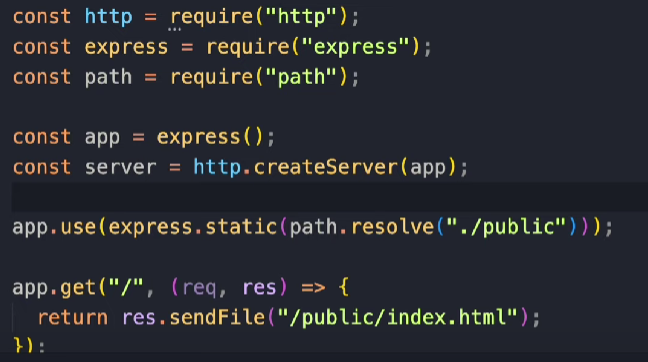 const http = require("http");
const express = require("express");
const path = require("path");
const app = express();
const server = http.createServer(app);
app.use(express.static(path.resolve("./public")));
app.get("/", (req, res) => {
return res.sendFile("/public/index.html");
});